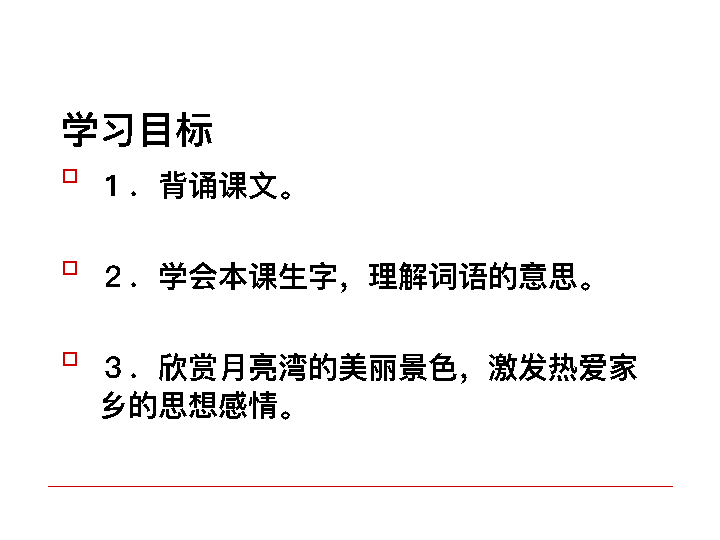 学习目标
１．背诵课文。
２．学会本课生字，理解词语的意思。
３．欣赏月亮湾的美丽景色，激发热爱家
乡的思想感情。